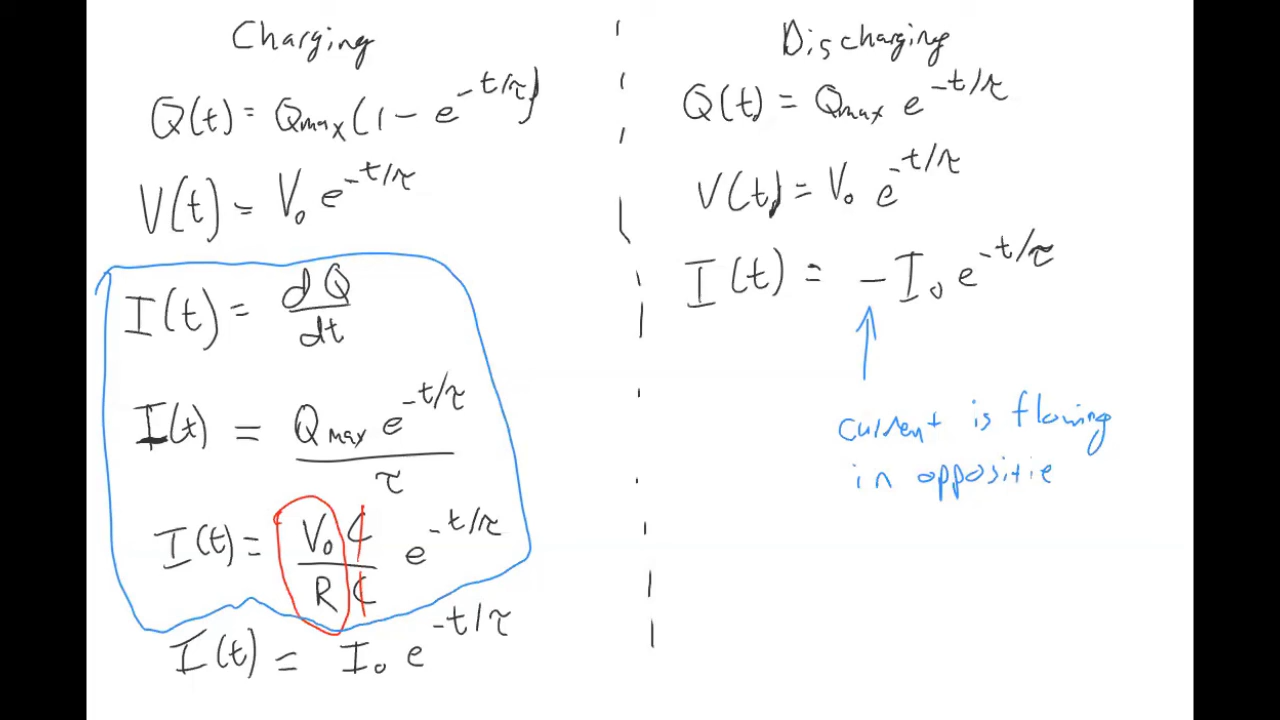 Charging
Q(t) = Qmax(1 - e^-t/τ)
V(t) = V₀ e^-t/τ
I(t) = dQ/dt
I(t) = Qmax e^-t/τ / τ
I(t) = V₀C/RC e^-t/τ
I(t) = I₀ e^-t/τ
Discharging
Q(t) = Qmax e^-t/τ
V(t) = V₀ e^-t/τ
I(t) = -I₀ e^-t/τ
current is flowing
in oppositie